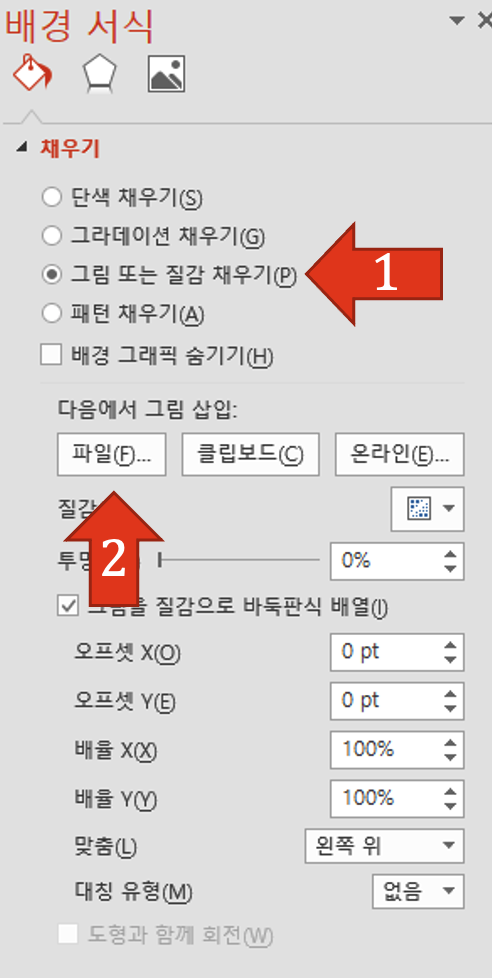 배경 서식
채우기
단색 채우기(S)
그라데이션 채우기(G)
그림 또는 질감 채우기(P)
1
패턴 채우기(A)
배경 그래픽 숨기기(H)
다음에서 그림 삽입:
파일(F)... 클립보드(C) 온라인(E)...
질감
2
0%
질감으로 바둑판식 배열(I)
오프셋 X(O) 0 pt
오프셋 Y(E) 0 pt
배율 X(X) 100%
배율 Y(Y) 100%
맞춤(L) 왼쪽 위
대칭 유형(M) 없음
도형과 함께 회전(W)